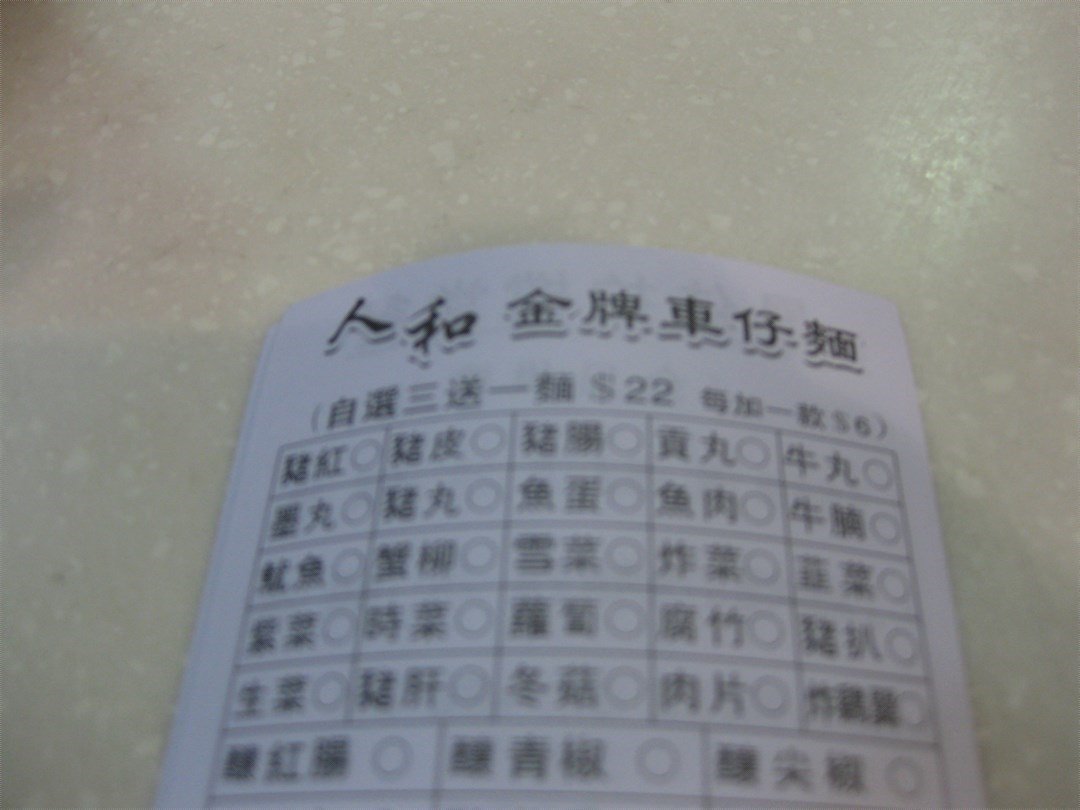 人和 金牌車仔麵
(自選三送一麵 $22 每加一款 $6)
豬紅 豬皮 豬腸 貢丸 牛丸
墨丸 豬丸 魚蛋 魚肉 牛腩
魷魚 蟹柳 雪菜 炸菜 韮菜
紫菜 時菜 蘿蔔 腐竹 豬扒
生菜 豬肝 冬菇 肉片
釀紅腸 釀青椒 釀尖椒